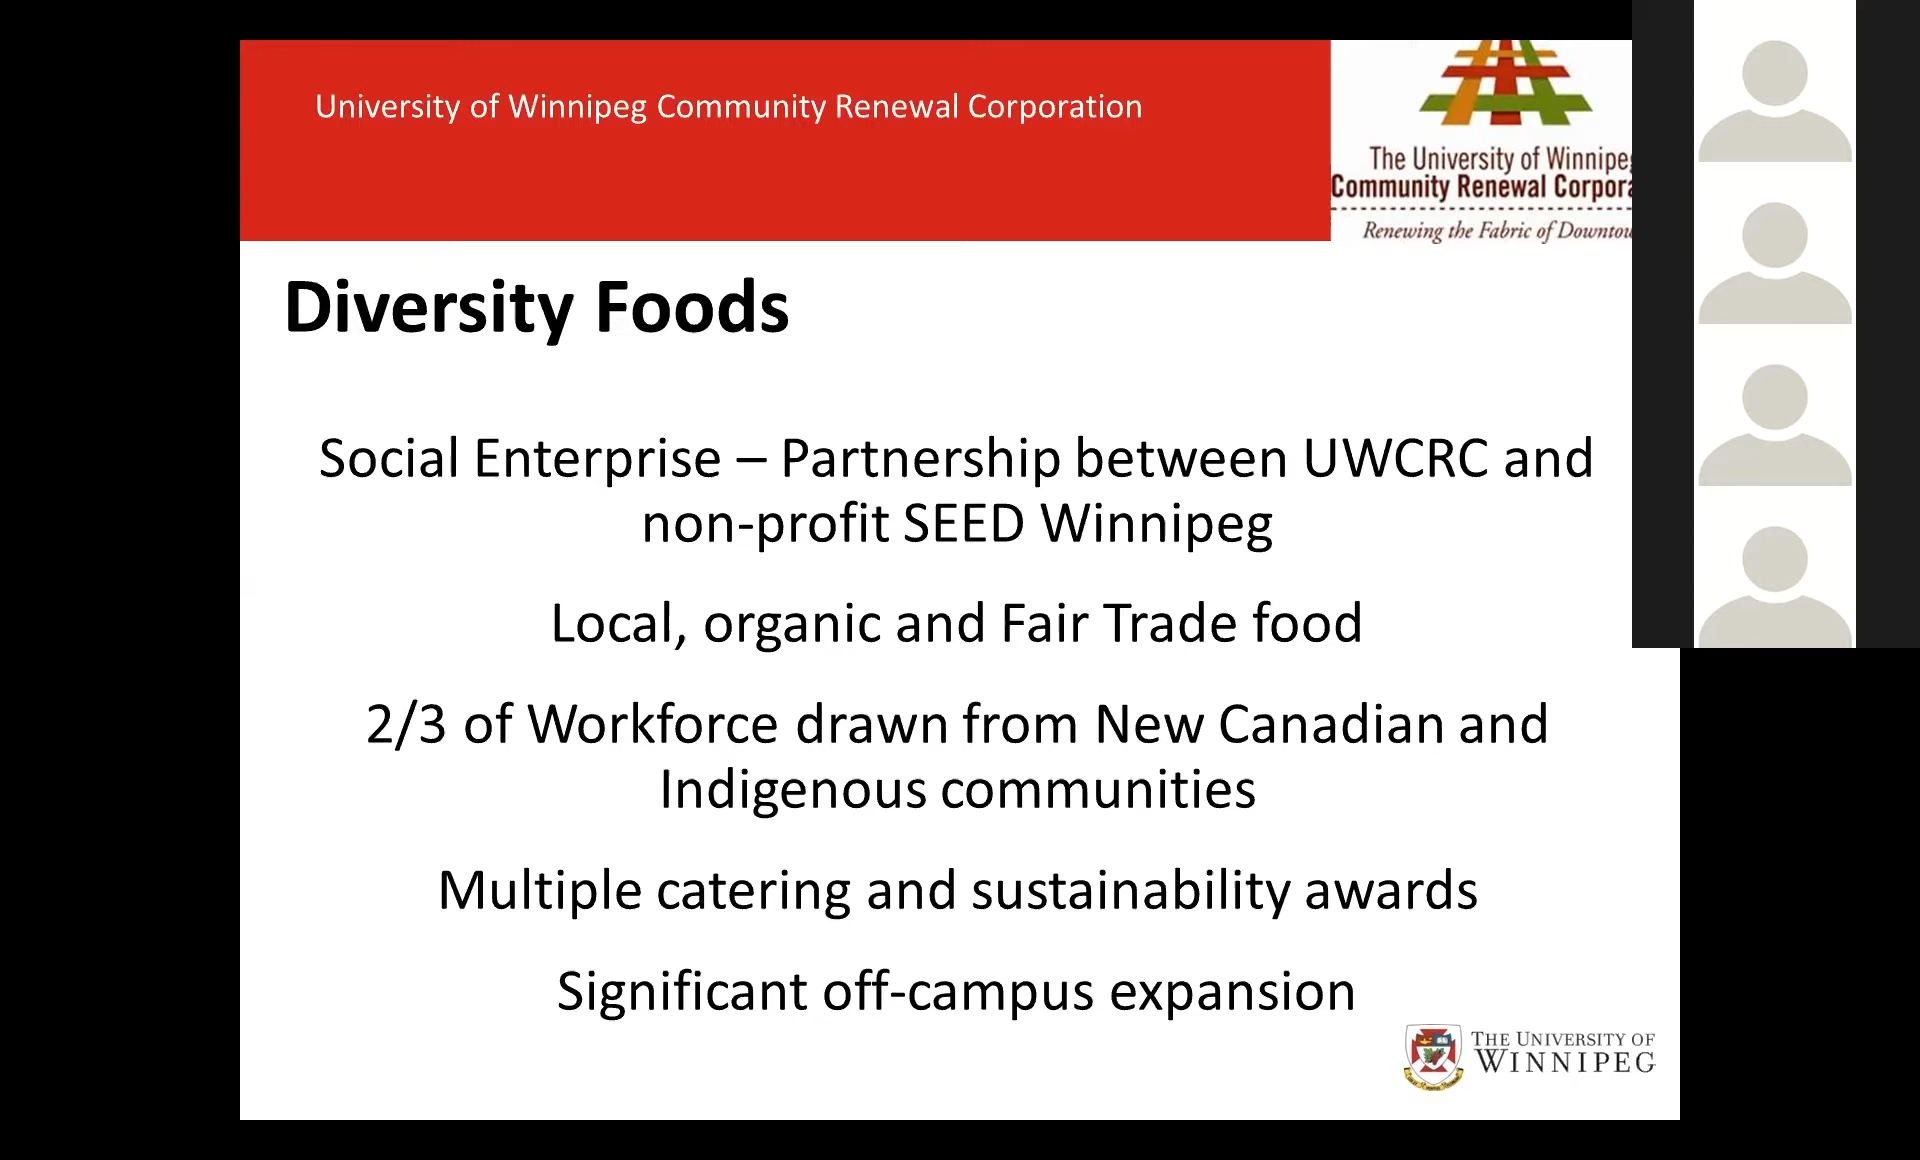 University of Winnipeg Community Renewal Corporation
The University of Winnipe
Community Renewal Corpora
Renewing the Fabric of Downtow
Diversity Foods
Social Enterprise – Partnership between UWCRC and
non-profit SEED Winnipeg
Local, organic and Fair Trade food
2/3 of Workforce drawn from New Canadian and
Indigenous communities
Multiple catering and sustainability awards
Significant off-campus expansion
THE UNIVERSITY OF
WINNIPEG